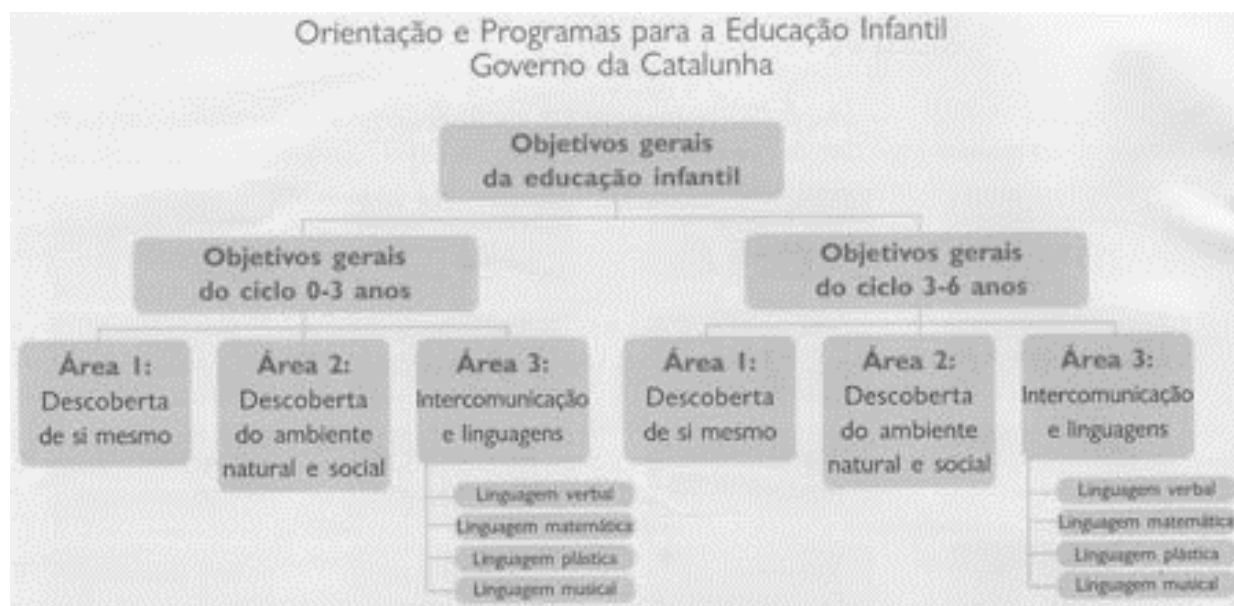 Orientação e Programas para a Educação Infantil
Governo da Catalunha
Objetivos gerais
da educação infantil
Objetivos gerais
do ciclo 0-3 anos
Objetivos gerais
do ciclo 3-6 anos
Área 1:
Descoberta
de si mesmo
Área 2:
Descoberta
do ambiente
natural e social
Área 3:
Intercomunicação
e linguagens
Linguagem verbal
Linguagem matemática
Linguagem plástica
Linguagem musical
Área 1:
Descoberta
de si mesmo
Área 2:
Descoberta
do ambiente
natural e social
Área 3:
Intercomunicação
e linguagens
Linguagem verbal
Linguagem matemática
Linguagem plástica
Linguagem musical